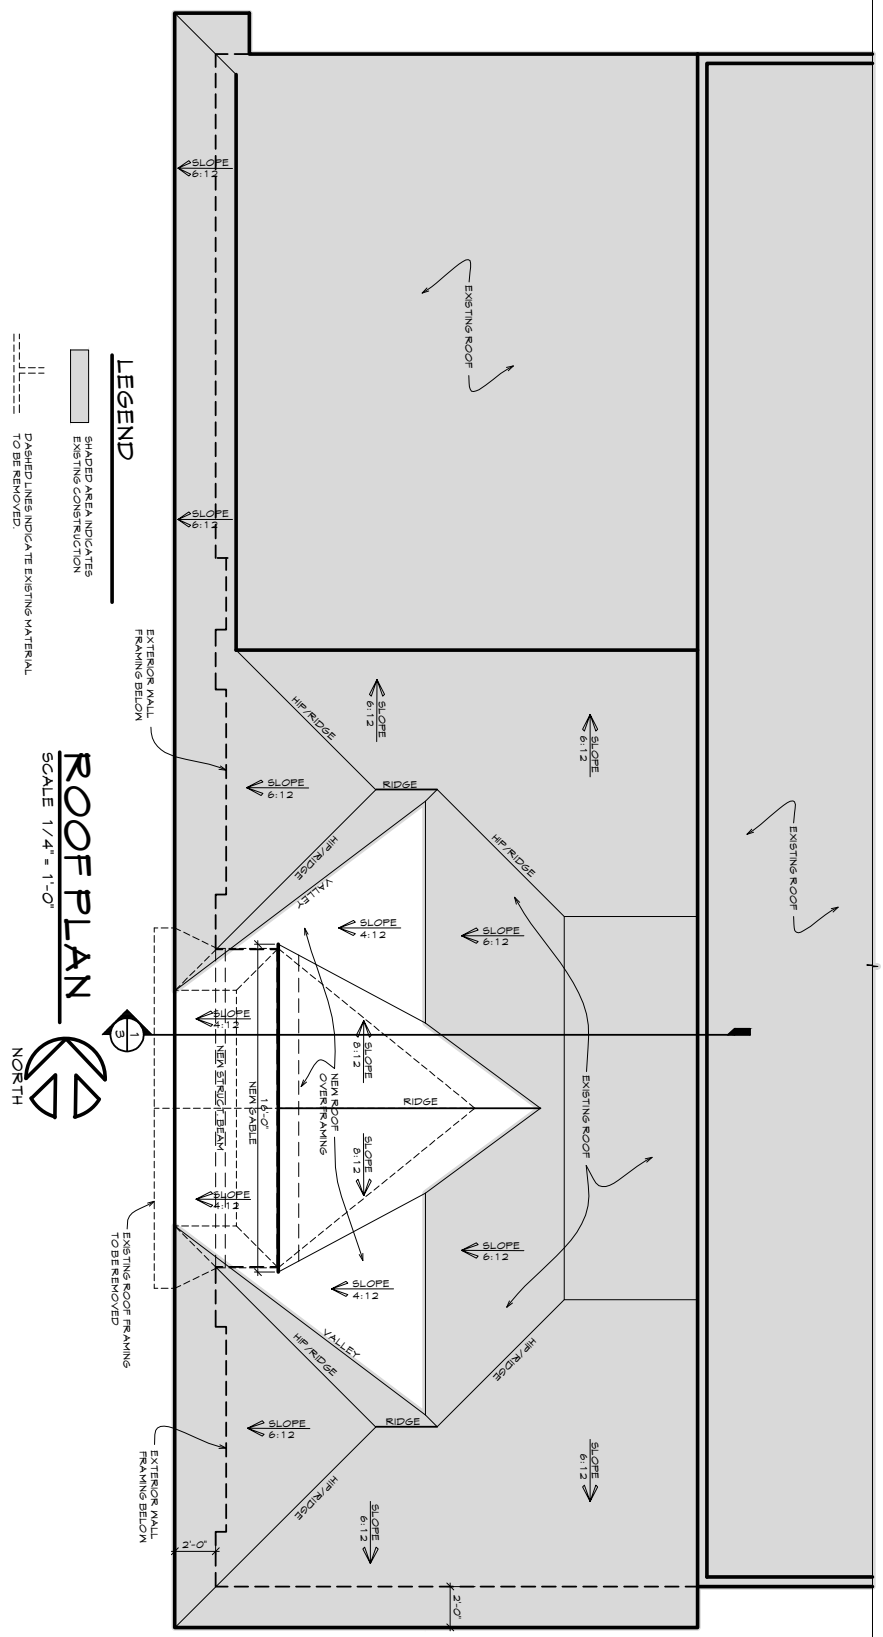 SLOPE
6:12
SLOPE
6:12
EXISTING ROOF
EXISTING ROOF
LEGEND
SHADED AREA INDICATES
EXISTING CONSTRUCTION
DASHED LINES INDICATE EXISTING MATERIAL
TO BE REMOVED.
EXTERIOR WALL
FRAMING BELOW
HIP/RIDGE
SLOPE
6:12
SLOPE
6:12
SLOPE
6:12
RIDGE
HIP/RIDGE
HIP/RIDGE
VALLEY
SLOPE
4:12
SLOPE
6:12
ROOF PLAN
SCALE 1/4" = 1'-0"
NORTH
1
3
SLOPE
4:12
SLOPE
8:12
NEW STRUCT. BEAM
NEW GABLE
16'-0"
NEW ROOF
OVERFRAMING
RIDGE
EXISTING ROOF
SLOPE
8:12
SLOPE
4:12
SLOPE
4:12
SLOPE
6:12
EXISTING ROOF FRAMING
TO BE REMOVED
VALLEY
HIP/RIDGE
HIP/RIDGE
RIDGE
SLOPE
6:12
SLOPE
6:12
SLOPE
6:12
HIP/RIDGE
EXTERIOR WALL
FRAMING BELOW
2'-0"
2'-0"